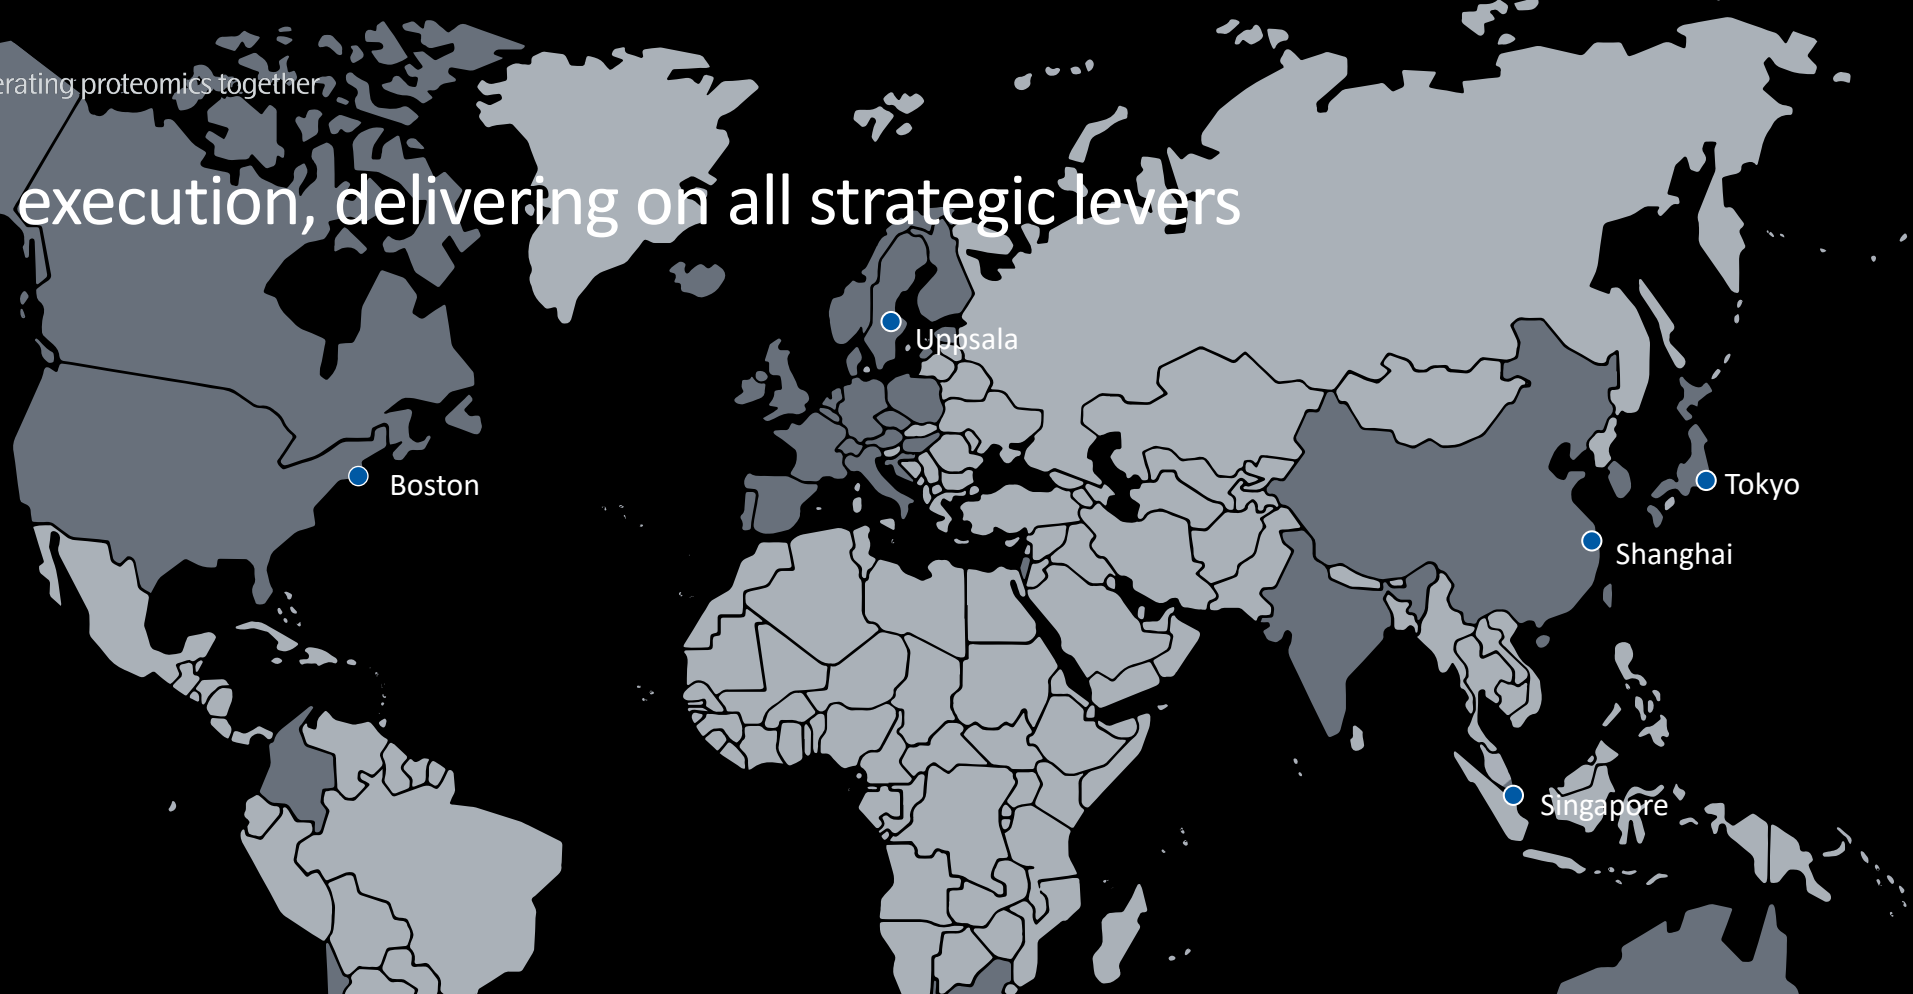 erating proteomics together
execution, delivering on all strategic levers
Uppsala
Boston
Tokyo
Shanghai
Singapore